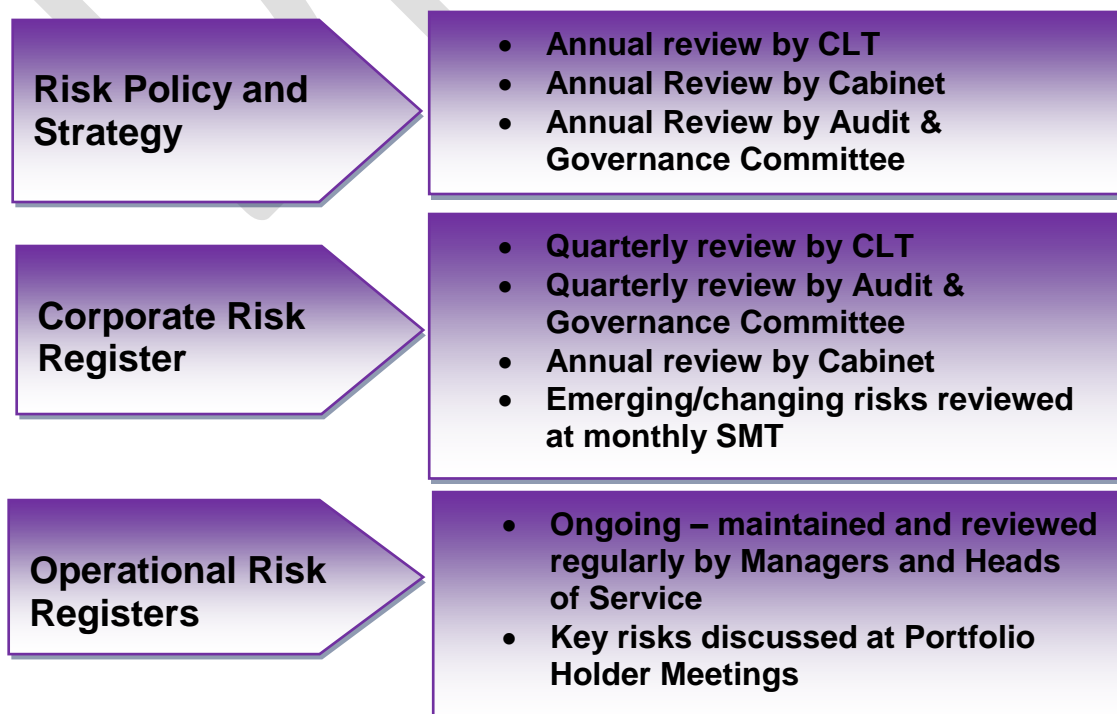 Risk Policy and
Strategy
• Annual review by CLT
• Annual Review by Cabinet
• Annual Review by Audit &
Governance Committee
Corporate Risk
Register
• Quarterly review by CLT
• Quarterly review by Audit &
Governance Committee
• Annual review by Cabinet
• Emerging/changing risks reviewed
at monthly SMT
Operational Risk
Registers
• Ongoing – maintained and reviewed
regularly by Managers and Heads
of Service
• Key risks discussed at Portfolio
Holder Meetings